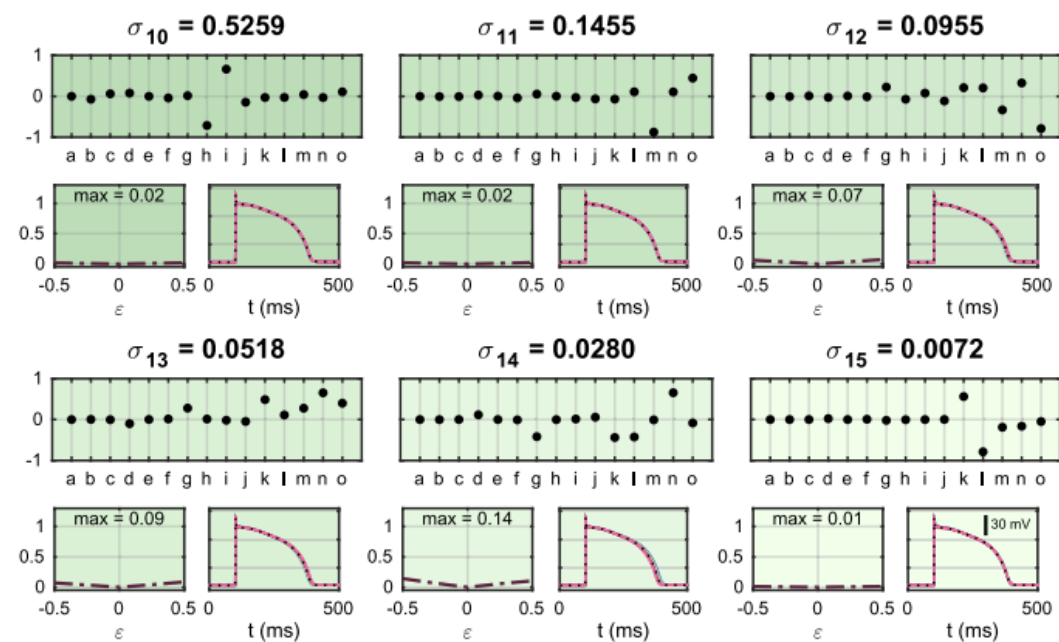 σ10 = 0.5259 σ11 = 0.1455 σ12 = 0.0955
1
0
-1
a b c d e f g h i j k l m n o a b c d e f g h i j k l m n o a b c d e f g h i j k l m n o
1
0.5
0
max = 0.02 max = 0.02 max = 0.07
-0.5 0 0.5 0 500 -0.5 0 0.5 0 500 -0.5 0 0.5 0 500
ε t (ms) ε t (ms) ε t (ms)
σ13 = 0.0518 σ14 = 0.0280 σ15 = 0.0072
1
0
-1
a b c d e f g h i j k l m n o a b c d e f g h i j k l m n o a b c d e f g h i j k l m n o
1
0.5
0
max = 0.09 max = 0.14 max = 0.01 30 mV
-0.5 0 0.5 0 500 -0.5 0 0.5 0 500 -0.5 0 0.5 0 500
ε t (ms) ε t (ms) ε t (ms)